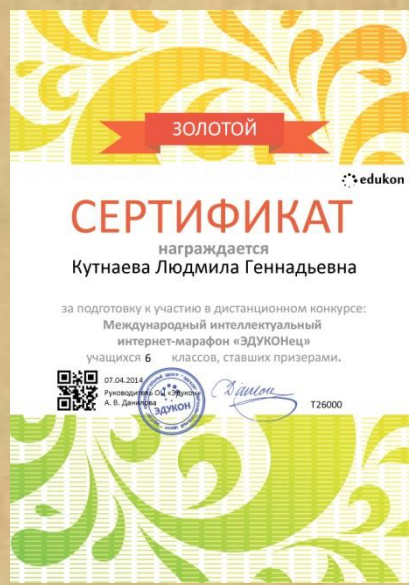 ЗОЛОТОЙ
edukon
СЕРТИФИКАТ
награждается
Кутнаева Людмила Геннадьевна
за подготовку к участию в дистанционном конкурсе:
Международный интеллектуальный
интернет-марафон «ЭДУКОНец»
учащихся 6 классов, ставших призерами.
07.04.2014
Руководитель ОЦ «Эдукон»
А. В. Данилова
ЭДУКОН
T26000